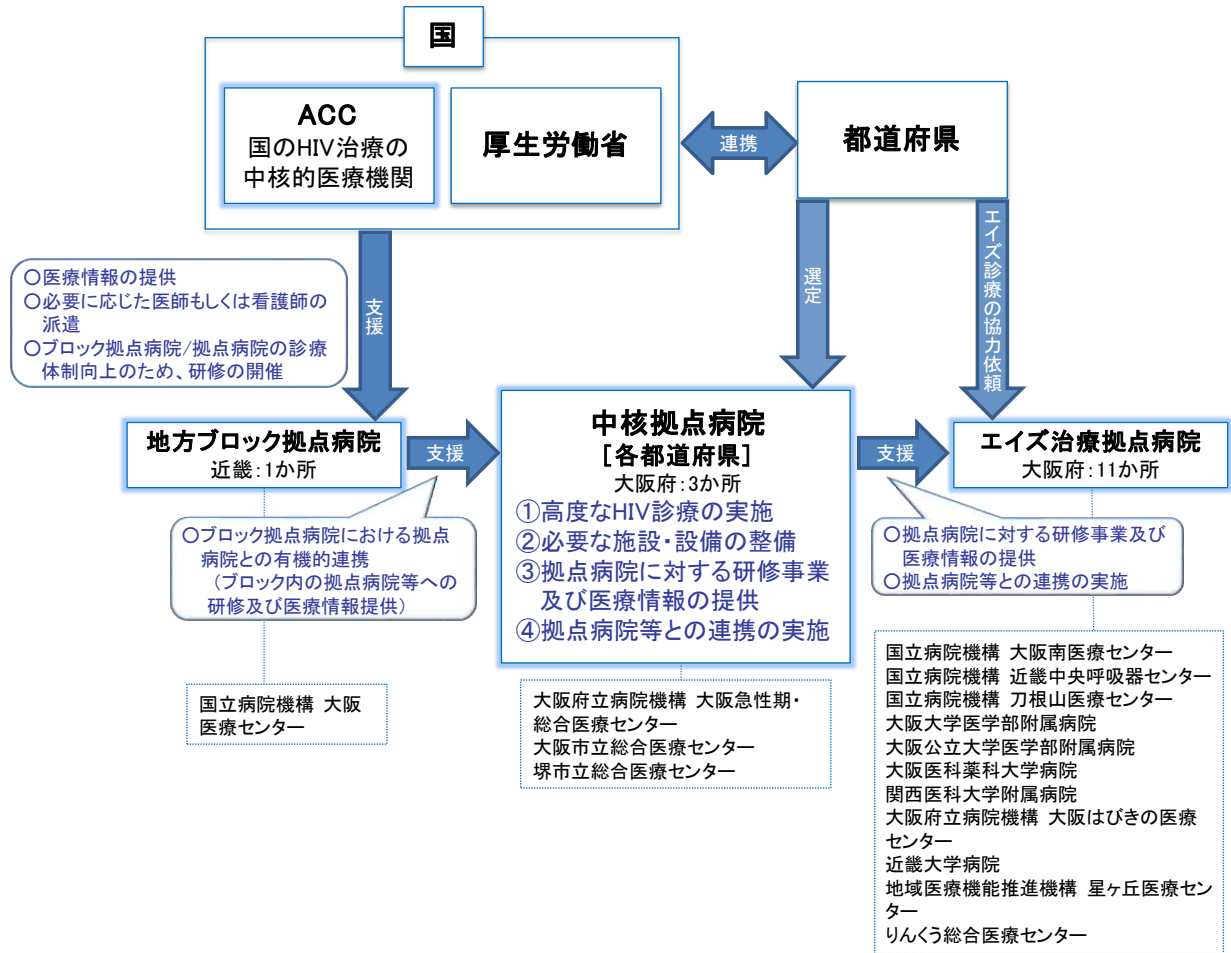 国
ACC
国のHIV治療の
中核的医療機関
厚生労働省
連携
都道府県
○医療情報の提供
○必要に応じた医師もしくは看護師の
派遣
○ブロック拠点病院/拠点病院の診療
体制向上のため、研修の開催
支援
選定
エイズ診療の協力依頼
地方ブロック拠点病院
近畿:1か所
支援
中核拠点病院
[各都道府県]
大阪府:3か所
①高度なHIV診療の実施
②必要な施設・設備の整備
③拠点病院に対する研修事業
及び医療情報の提供
④拠点病院等との連携の実施
支援
エイズ治療拠点病院
大阪府:11か所
○ブロック拠点病院における拠点
病院との有機的連携
(ブロック内の拠点病院等への
研修及び医療情報提供)
○拠点病院に対する研修事業及び
医療情報の提供
○拠点病院等との連携の実施
国立病院機構 大阪
医療センター
大阪府立病院機構 大阪急性期・
総合医療センター
大阪市立総合医療センター
堺市立総合医療センター
国立病院機構 大阪南医療センター
国立病院機構 近畿中央呼吸器センター
国立病院機構 刀根山医療センター
大阪大学医学部附属病院
大阪公立大学医学部附属病院
大阪医科薬科大学病院
関西医科大学附属病院
大阪府立病院機構 大阪はびきの医療
センター
近畿大学病院
地域医療機能推進機構 星ヶ丘医療セン
ター
りんくう総合医療センター